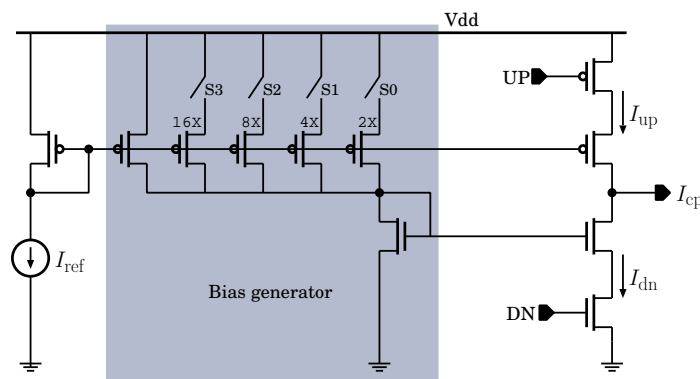 Vdd
UP
S3 S2 S1 S0
I_up
16X 8X 4X 2X
I_cp
I_ref
I_dn
Bias generator
DN